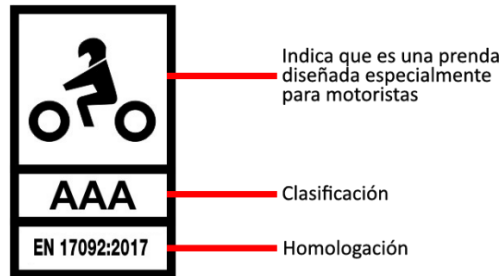 Indica que es una prenda
diseñada especialmente
para motoristas
AAA
Clasificación
EN 17092:2017
Homologación